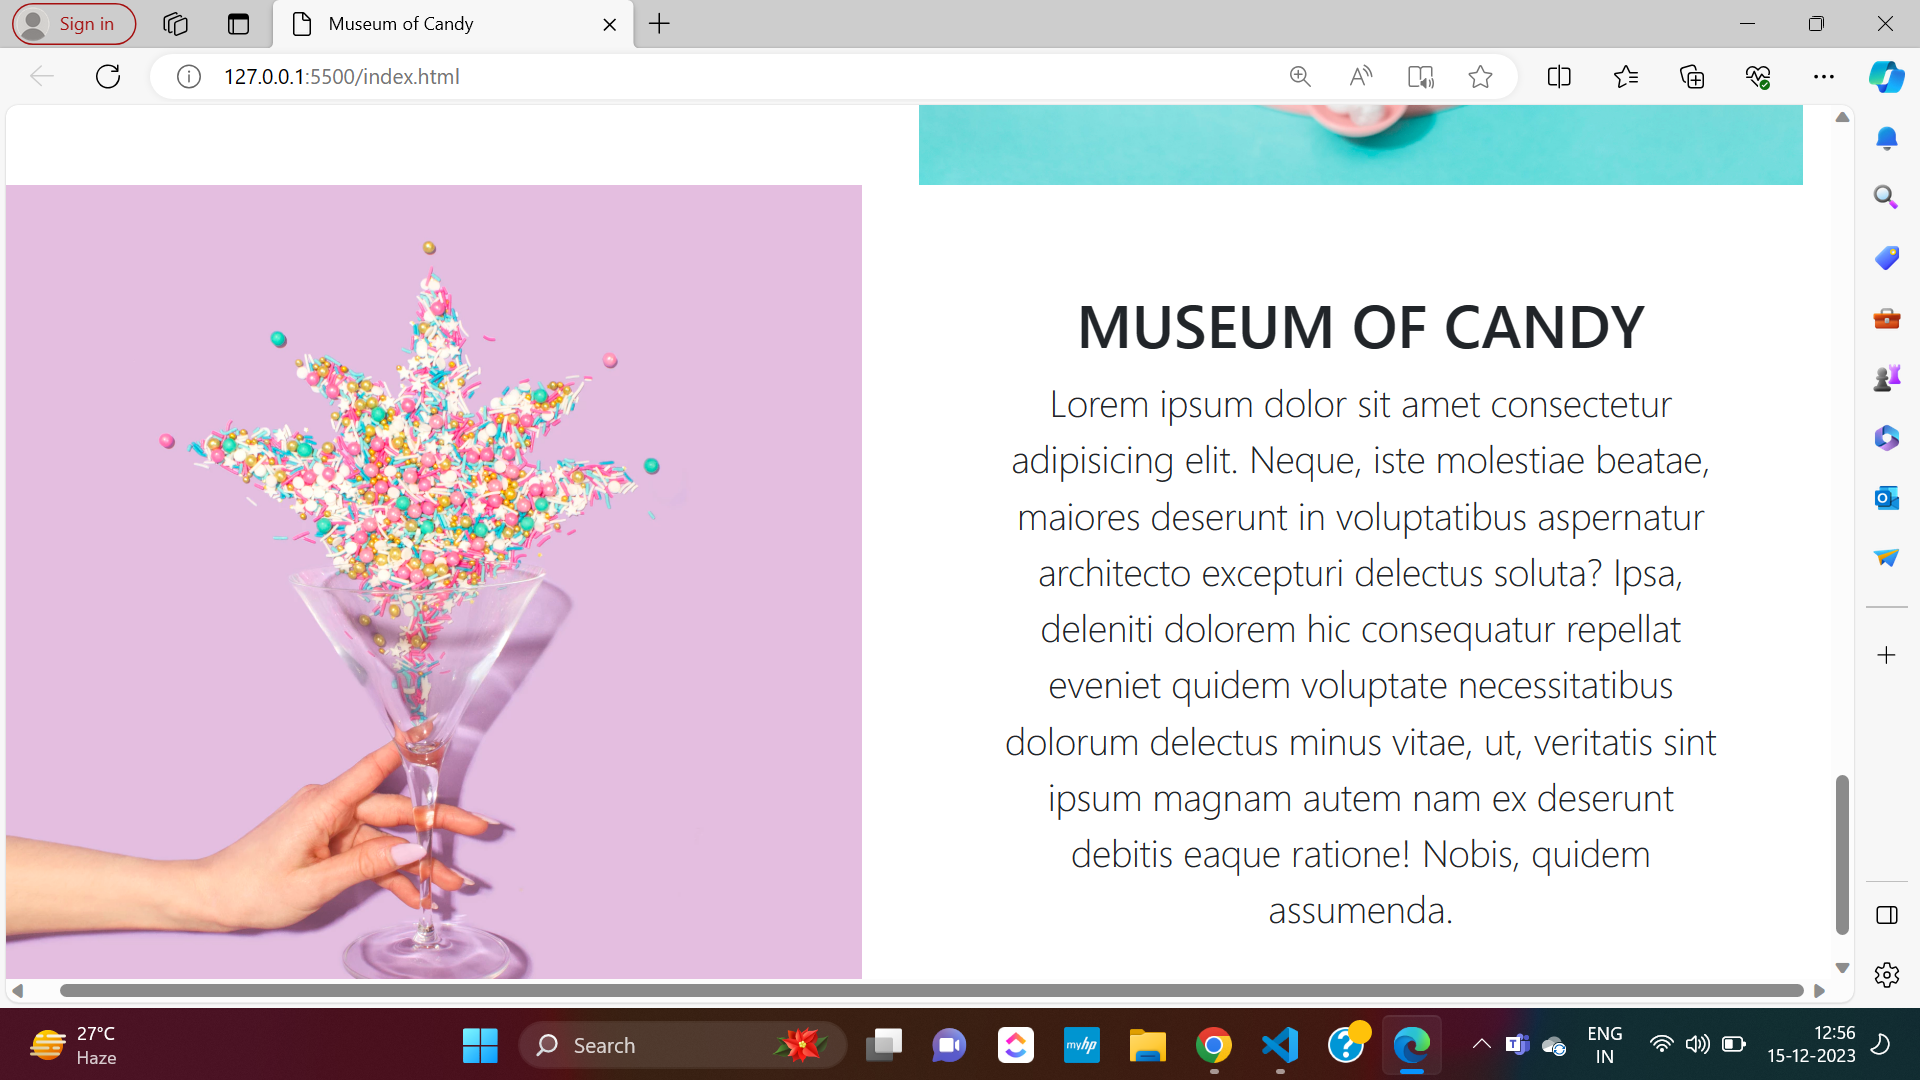 Sign in
Museum of Candy
127.0.0.1:5500/index.html
MUSEUM OF CANDY
Lorem ipsum dolor sit amet consectetur
adipisicing elit. Neque, iste molestiae beatae,
maiores deserunt in voluptatibus aspernatur
architecto excepturi delectus soluta? Ipsa,
deleniti dolorem hic consequatur repellat
eveniet quidem voluptate necessitatibus
dolorum delectus minus vitae, ut, veritatis sint
ipsum magnam autem nam ex deserunt
debitis eaque ratione! Nobis, quidem
assumenda.
27°C
Haze
Search
myhp
ENG
IN
12:56
15-12-2023